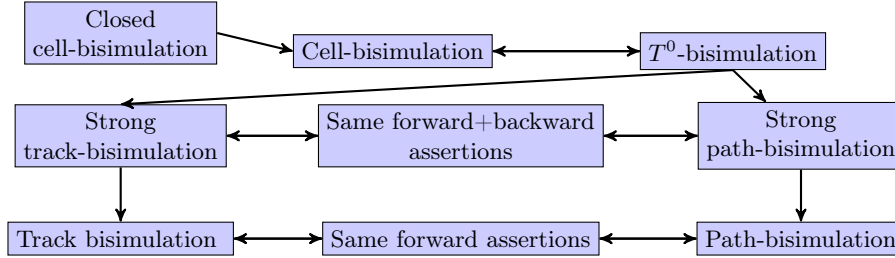 Closed
cell-bisimulation
Cell-bisimulation
T⁰-bisimulation
Strong
track-bisimulation
Same forward+backward
assertions
Strong
path-bisimulation
Track bisimulation
Same forward assertions
Path-bisimulation